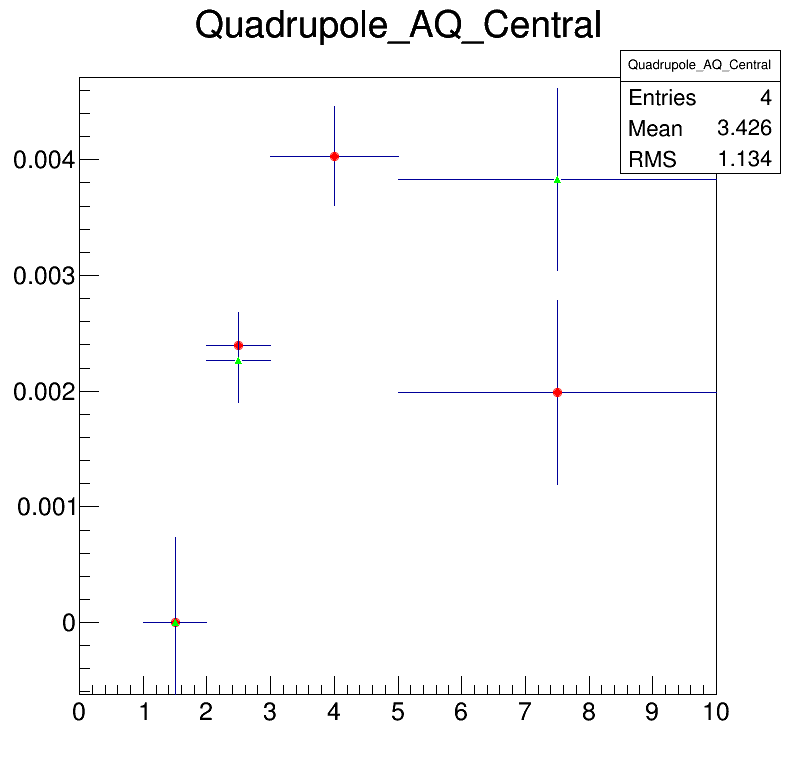 Quadrupole_AQ_Central
Quadrupole_AQ_Central
Entries 4
Mean 3.426
RMS 1.134
0.004
0.003
0.002
0.001
0
0 1 2 3 4 5 6 7 8 9 10